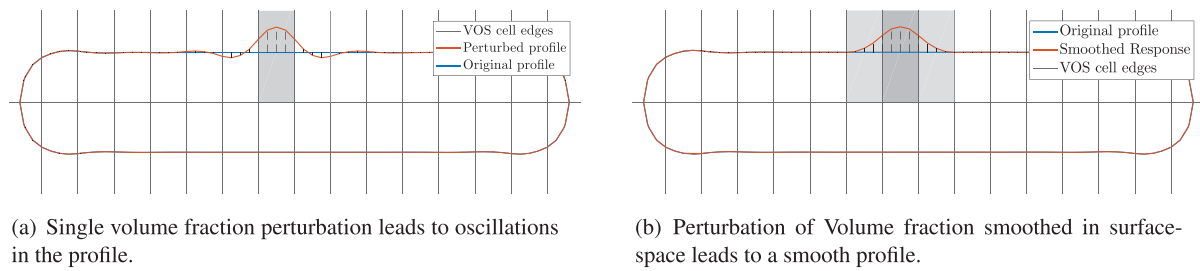 VOS cell edges
Perturbed profile
Original profile
Original profile
Smoothed Response
VOS cell edges
(a) Single volume fraction perturbation leads to oscillations
in the profile.
(b) Perturbation of Volume fraction smoothed in surface-
space leads to a smooth profile.